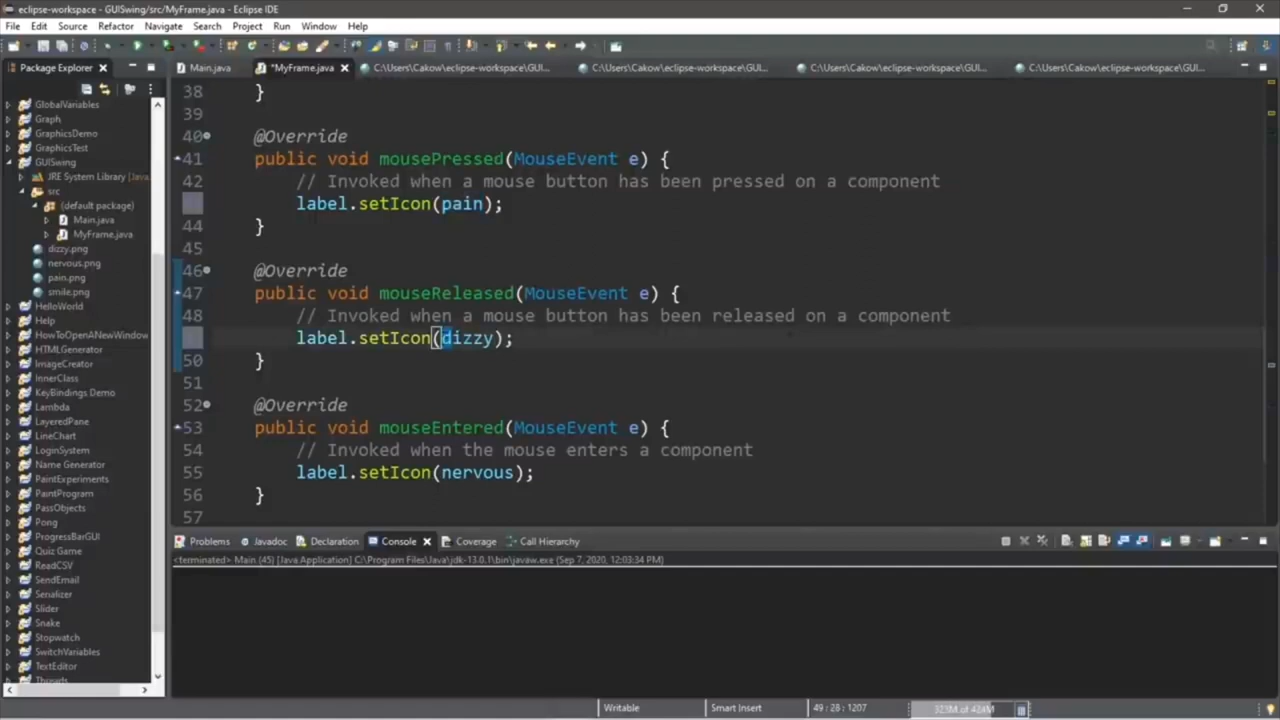 eclipse-workspace - GUISwing/src/MyFrame.java - Eclipse IDE
File Edit Source Refactor Navigate Search Project Run Window Help
Package Explorer
Main.java
*MyFrame.java
C:\Users\Cakow\eclipse-workspace\GUI...
C:\Users\Cakow\eclipse-workspace\GUI...
C:\Users\Cakow\eclipse-workspace\GUI...
C:\Users\Cakow\eclipse-workspace\GUI...
GlobalVariables
Graph
GraphicsDemo
GraphicsTest
GUISwing
JRE System Library [Java
src
(default package)
Main.java
MyFrame.java
dizzy.png
nervous.png
pain.png
smile.png
HelloWorld
Help
HowToOpenANewWindow
HTMLGenerator
ImageCreator
InnerClass
KeyBindings Demo
Lambda
LayeredPane
LineChart
LoginSystem
Name Generator
PaintExperiments
PaintProgram
PassObjects
Pong
ProgressBarGUI
Quiz Game
ReadCSV
SendEmail
Serializer
Slider
Snake
Stopwatch
SwitchVariables
TextEditor
Threads
38 }
39
40 @Override
41 public void mousePressed(MouseEvent e) {
42 // Invoked when a mouse button has been pressed on a component
label.setIcon(pain);
44 }
45
46 @Override
47 public void mouseReleased(MouseEvent e) {
48 // Invoked when a mouse button has been released on a component
label.setIcon(dizzy);
50 }
51
52 @Override
53 public void mouseEntered(MouseEvent e) {
54 // Invoked when the mouse enters a component
55 label.setIcon(nervous);
56 }
57
Problems Javadoc Declaration Console Coverage Call Hierarchy
<terminated> Main (45) [Java Application] C:\Program Files\Java\jdk-13.0.1\bin\javaw.exe (Sep 7, 2020, 12:03:34 PM)
Writable Smart Insert 49 : 28 : 1207 323M of 424M